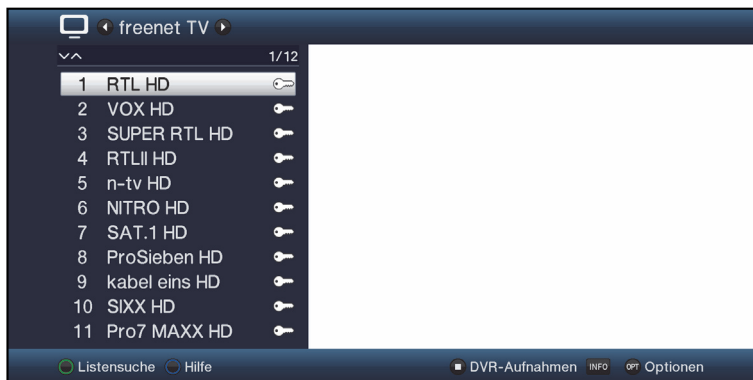 freenet TV
1/12
1 RTL HD
2 VOX HD
3 SUPER RTL HD
4 RTLII HD
5 n-tv HD
6 NITRO HD
7 SAT.1 HD
8 ProSieben HD
9 kabel eins HD
10 SIXX HD
11 Pro7 MAXX HD
Listensuche Hilfe DVR-Aufnahmen INFO OPT Optionen